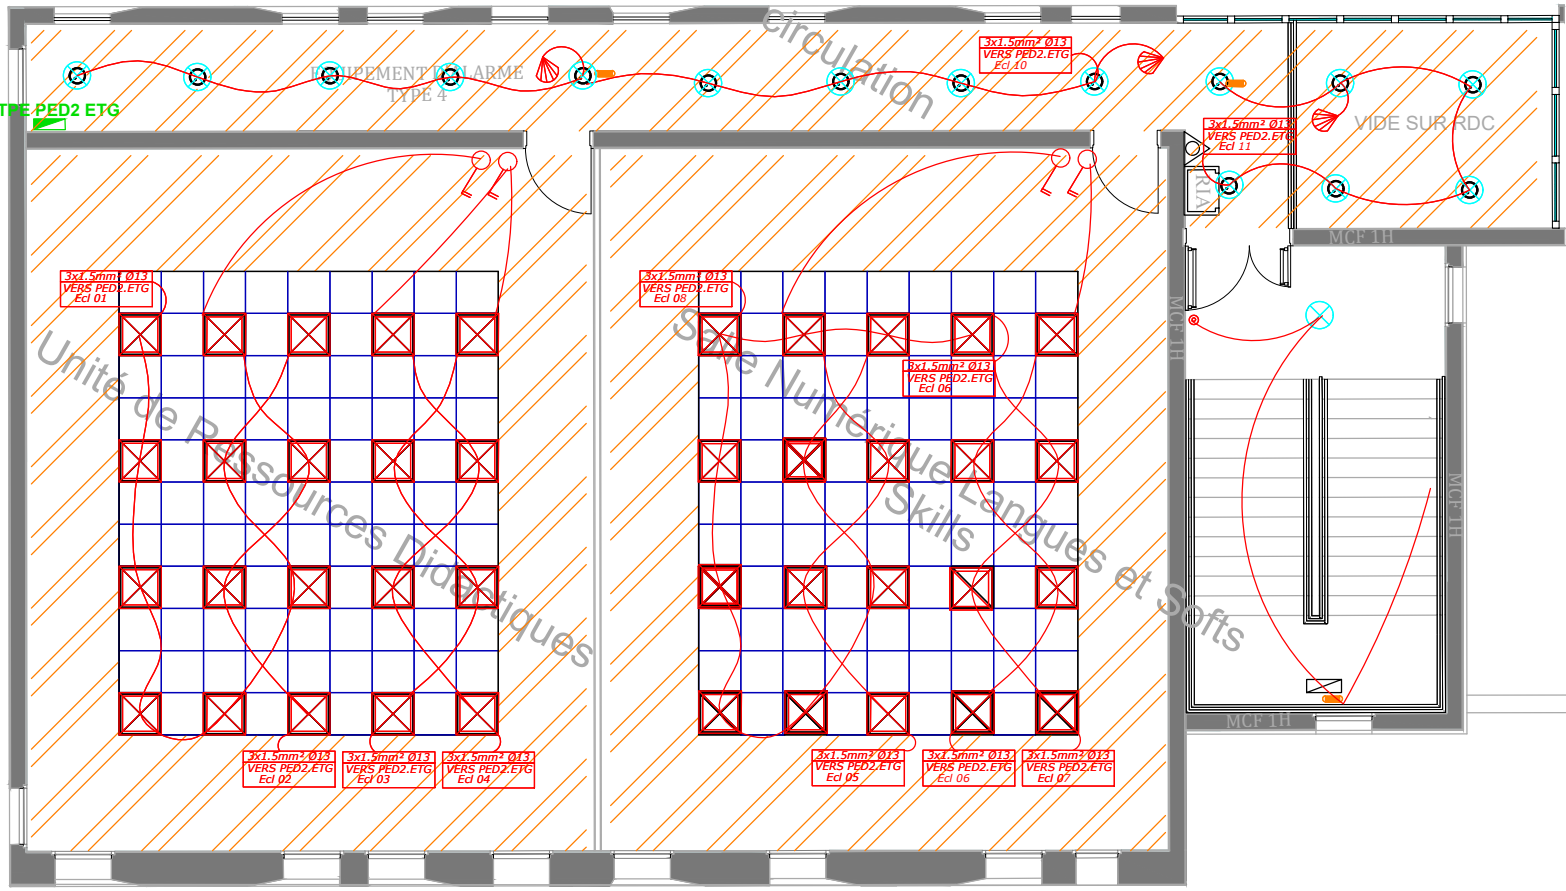 circulation
3x1.5mm² Ø13
VERS PED2.ETG
Ecl 10
TYPE 4
PED2 ETG
3x1.5mm² Ø13
VERS PED2.ETG
Ecl 11
VIDE SUR RDC
RIA
MCF 1H
3x1.5mm² Ø13
VERS PED2.ETG
Ecl 01
3x1.5mm² Ø13
VERS PED2.ETG
Ecl 08
MCF 1H
Unité de Ressources Didactiques
Salle Numérique Langues et Softs
Skills
3x1.5mm² Ø13
VERS PED2.ETG
Ecl 06
MCF 1H
MCF 1H
3x1.5mm² Ø13
VERS PED2.ETG
Ecl 02
3x1.5mm² Ø13
VERS PED2.ETG
Ecl 03
3x1.5mm² Ø13
VERS PED2.ETG
Ecl 04
3x1.5mm² Ø13
VERS PED2.ETG
Ecl 05
3x1.5mm² Ø13
VERS PED2.ETG
Ecl 06
3x1.5mm² Ø13
VERS PED2.ETG
Ecl 07